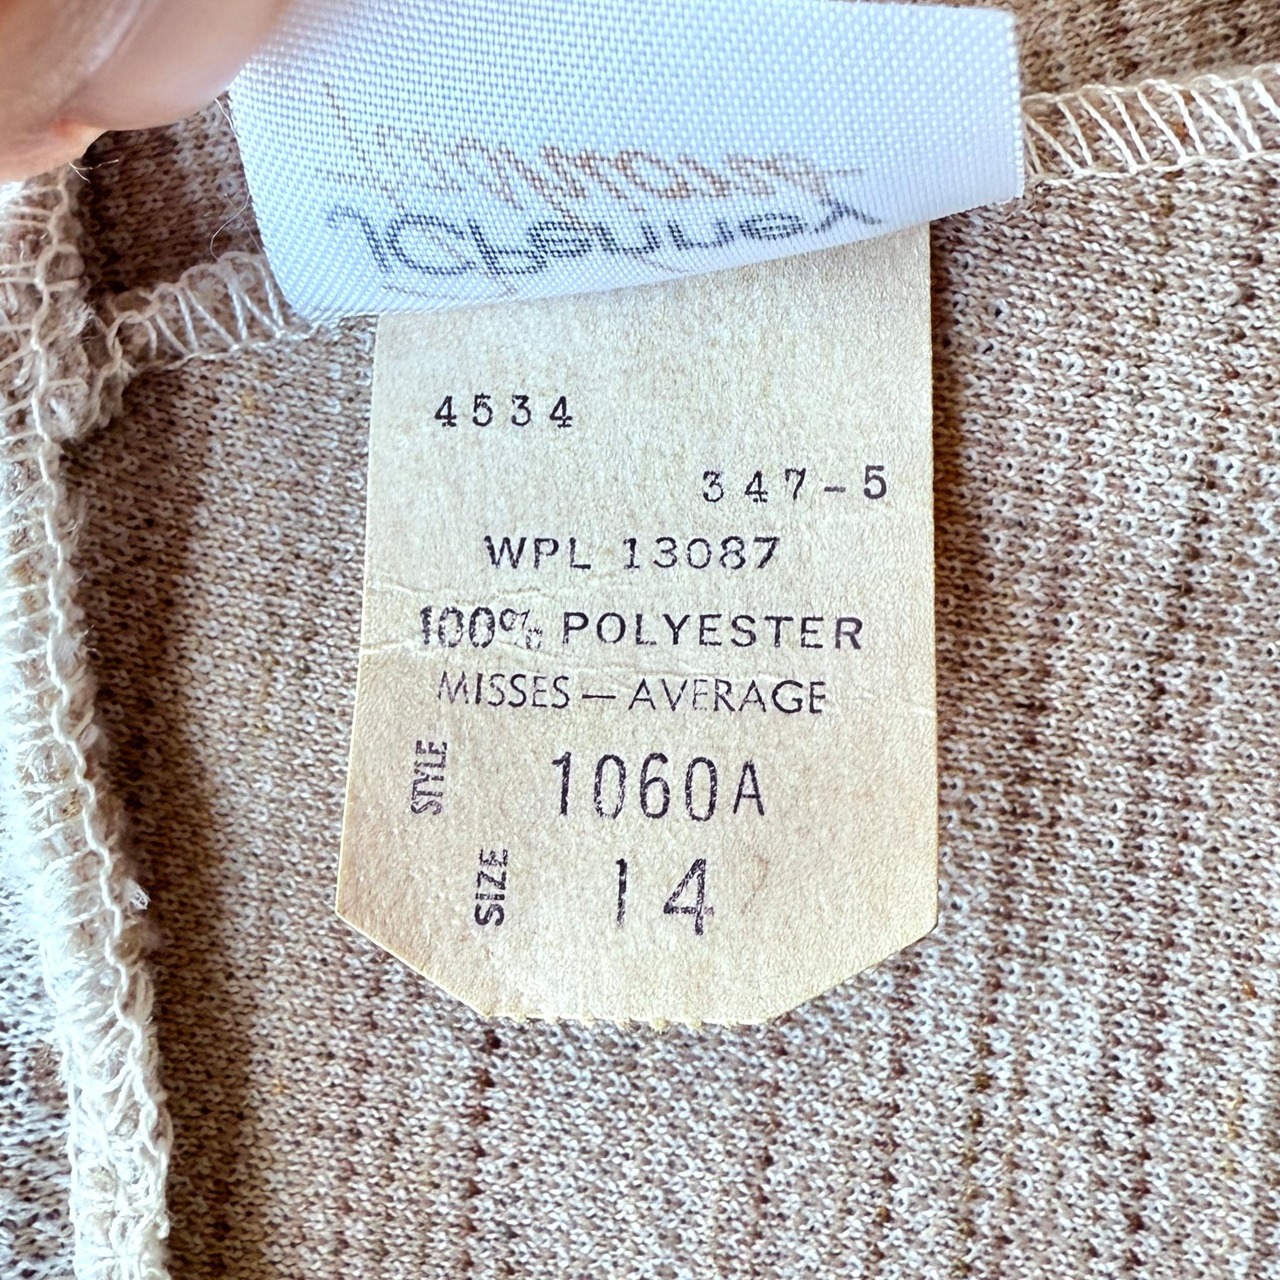 4534
347-5
WPL 13087
100% POLYESTER
MISSES — AVERAGE
STYLE 1060A
SIZE 14